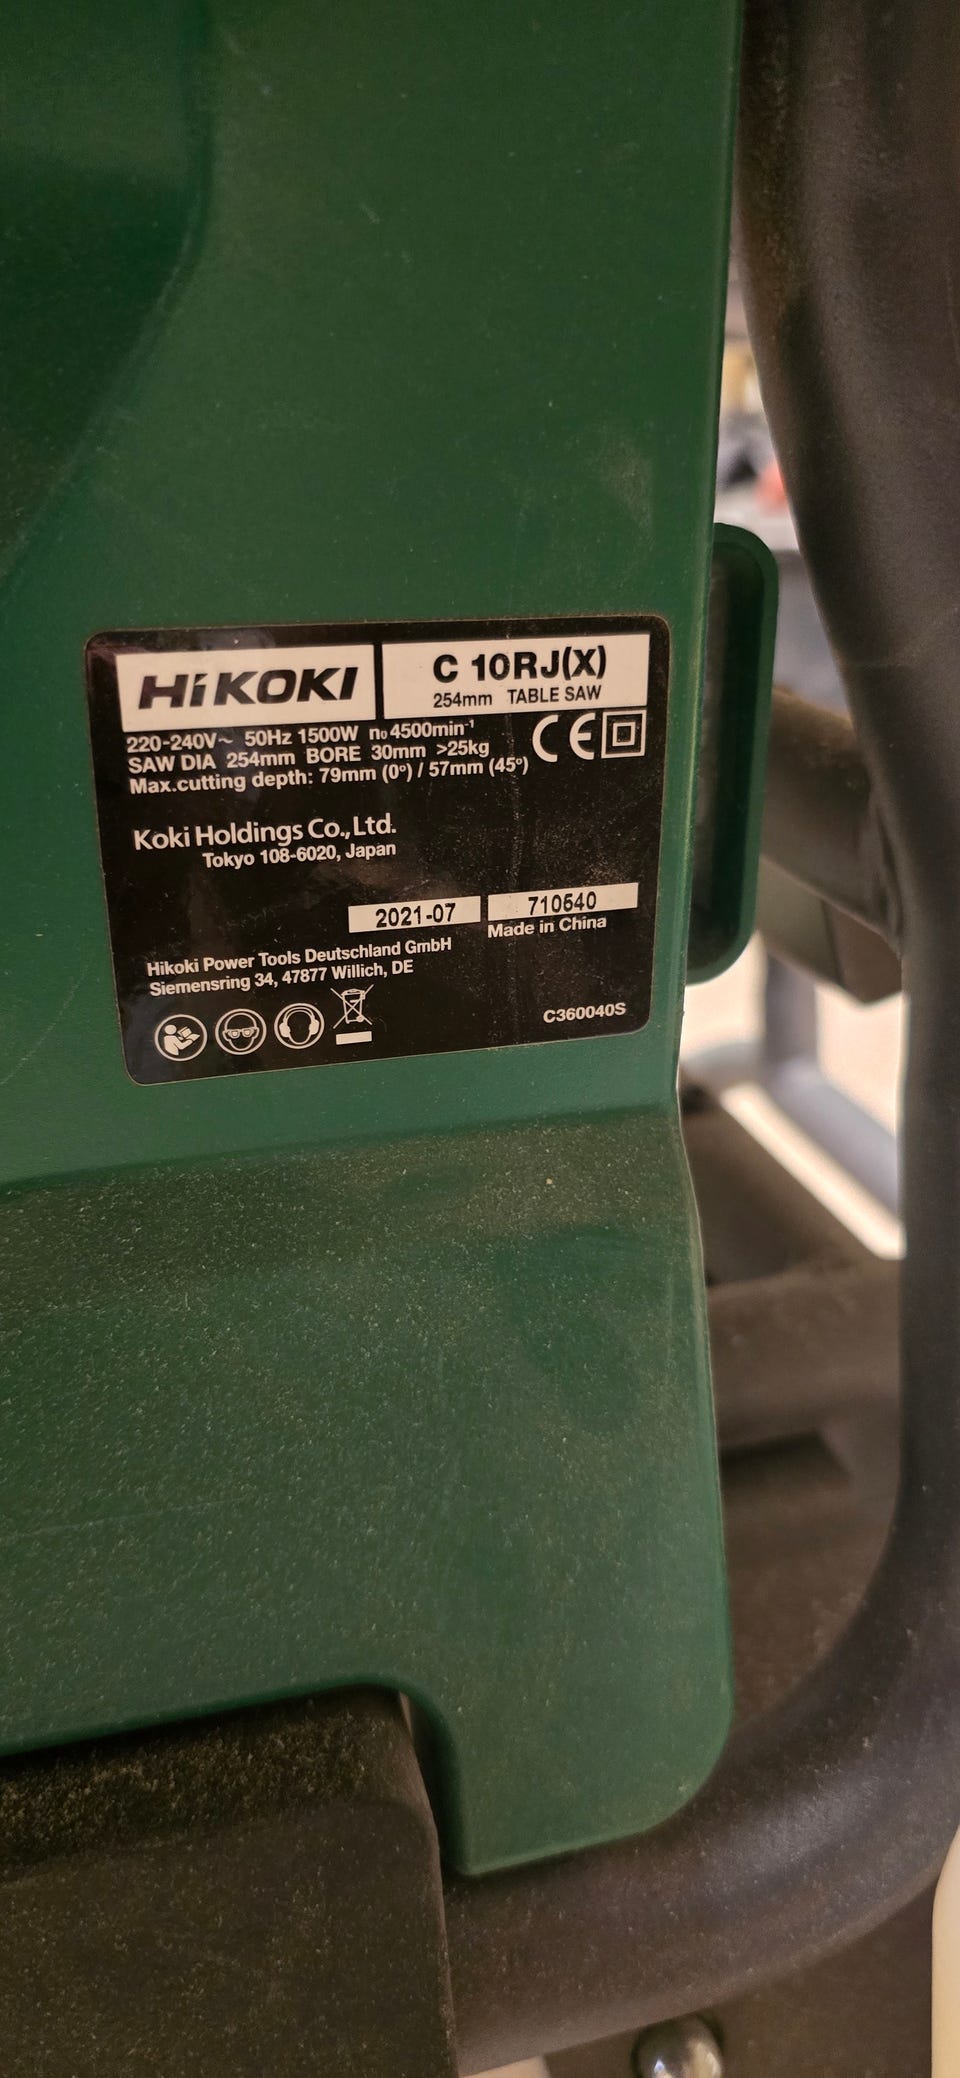 HiKOKI
C 10RJ(X)
254mm TABLE SAW
220-240V~ 50Hz 1500W n₀4500min⁻¹
SAW DIA 254mm BORE 30mm >25kg
Max.cutting depth: 79mm (0°) / 57mm (45°)
CE
Koki Holdings Co.,Ltd.
Tokyo 108-6020, Japan
2021-07
710640
Made in China
Hikoki Power Tools Deutschland GmbH
Siemensring 34, 47877 Willich, DE
C360040S